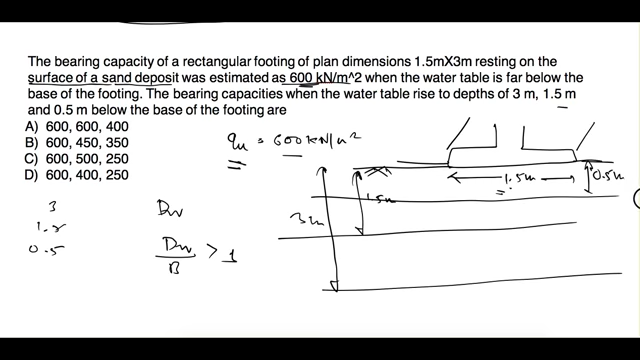 The bearing capacity of a rectangular footing of plan dimensions 1.5mX3m resting on the
surface of a sand deposit was estimated as 600 kN/m^2 when the water table is far below the
base of the footing. The bearing capacities when the water table rise to depths of 3 m, 1.5 m
and 0.5 m below the base of the footing are
A) 600, 600, 400
B) 600, 450, 350
C) 600, 500, 250
D) 600, 400, 250
qu = 600 kN/m2
1.5m
0.5m
1.5m
3m
3
1.5
0.5
Dw
Dw/B > 1